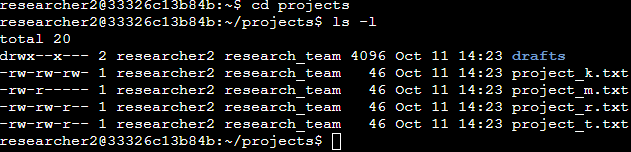 researcher2@33326c13b84b:~$ cd projects
researcher2@33326c13b84b:~/projects$ ls -l
total 20
drwx--x--- 2 researcher2 research_team 4096 Oct 11 14:23 drafts
-rw-rw-rw- 1 researcher2 research_team   46 Oct 11 14:23 project_k.txt
-rw-r----- 1 researcher2 research_team   46 Oct 11 14:23 project_m.txt
-rw-rw-r-- 1 researcher2 research_team   46 Oct 11 14:23 project_r.txt
-rw-rw-r-- 1 researcher2 research_team   46 Oct 11 14:23 project_t.txt
researcher2@33326c13b84b:~/projects$